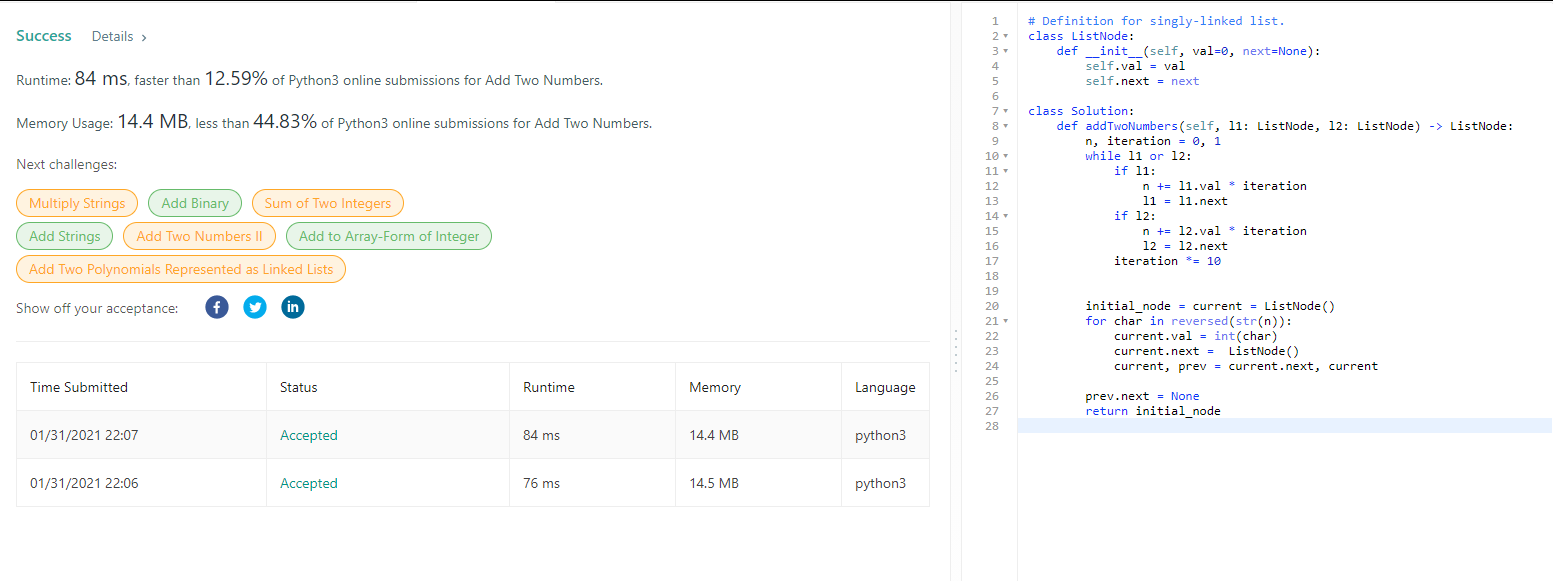 Success Details >
Runtime: 84 ms, faster than 12.59% of Python3 online submissions for Add Two Numbers.
Memory Usage: 14.4 MB, less than 44.83% of Python3 online submissions for Add Two Numbers.
Next challenges:
Multiply Strings Add Binary Sum of Two Integers
Add Strings Add Two Numbers II Add to Array-Form of Integer
Add Two Polynomials Represented as Linked Lists
Show off your acceptance: f in
Time Submitted Status Runtime Memory Language
01/31/2021 22:07 Accepted 84 ms 14.4 MB python3
01/31/2021 22:06 Accepted 76 ms 14.5 MB python3
1 # Definition for singly-linked list.
2 class ListNode:
3     def __init__(self, val=0, next=None):
4         self.val = val
5         self.next = next
6
7 class Solution:
8     def addTwoNumbers(self, l1: ListNode, l2: ListNode) -> ListNode:
9         n, iteration = 0, 1
10         while l1 or l2:
11             if l1:
12                 n += l1.val * iteration
13                 l1 = l1.next
14             if l2:
15                 n += l2.val * iteration
16                 l2 = l2.next
17             iteration *= 10
18
19
20         initial_node = current = ListNode()
21         for char in reversed(str(n)):
22             current.val = int(char)
23             current.next =  ListNode()
24             current, prev = current.next, current
25
26         prev.next = None
27         return initial_node
28